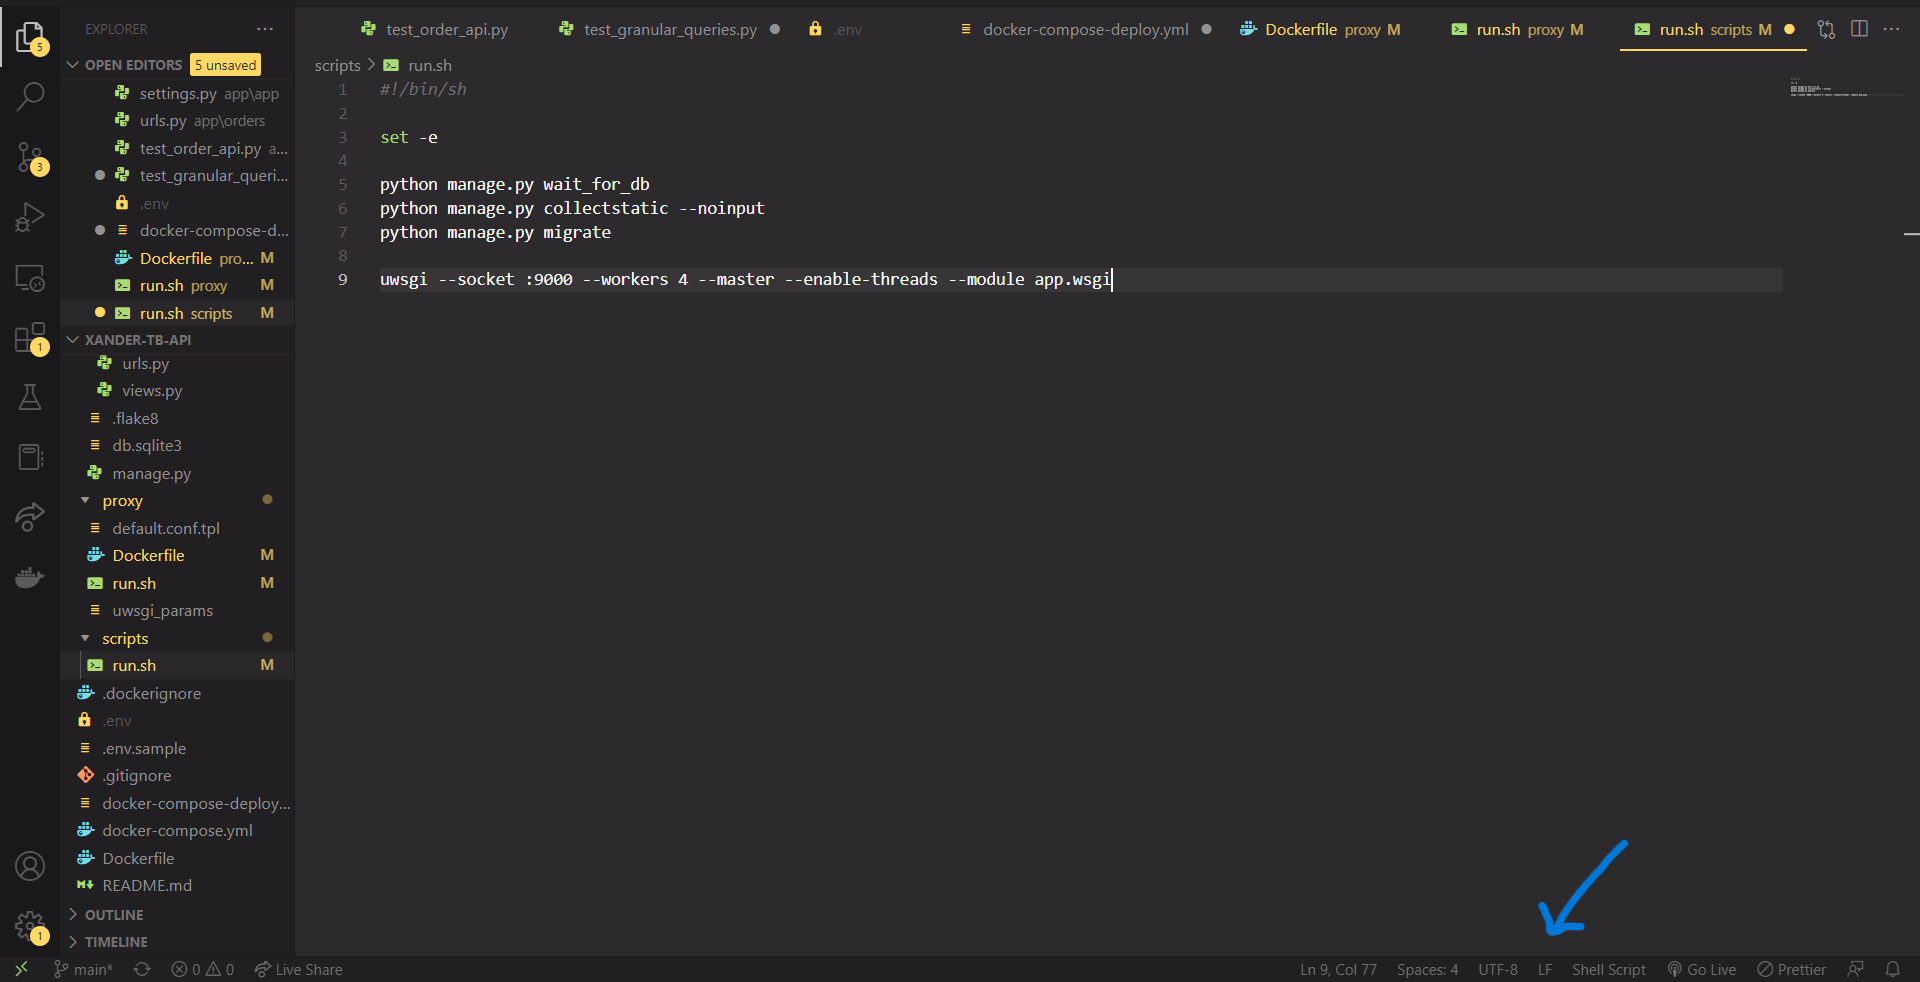 EXPLORER
OPEN EDITORS 5 unsaved
settings.py app\app
urls.py app\orders
test_order_api.py a...
test_granular_queri...
.env
docker-compose-d...
Dockerfile pro... M
run.sh proxy M
run.sh scripts M
XANDER-TB-API
urls.py
views.py
.flake8
db.sqlite3
manage.py
proxy
default.conf.tpl
Dockerfile M
run.sh M
uwsgi_params
scripts
run.sh M
.dockerignore
.env
.env.sample
.gitignore
docker-compose-deploy...
docker-compose.yml
Dockerfile
README.md
OUTLINE
TIMELINE
5
3
1
1
test_order_api.py test_granular_queries.py .env docker-compose-deploy.yml Dockerfile proxy M run.sh proxy M run.sh scripts M
scripts > run.sh
1 #!/bin/sh
2
3 set -e
4
5 python manage.py wait_for_db
6 python manage.py collectstatic --noinput
7 python manage.py migrate
8
9 uwsgi --socket :9000 --workers 4 --master --enable-threads --module app.wsgi
main* 0 0 Live Share Ln 9, Col 77 Spaces: 4 UTF-8 LF Shell Script Go Live Prettier